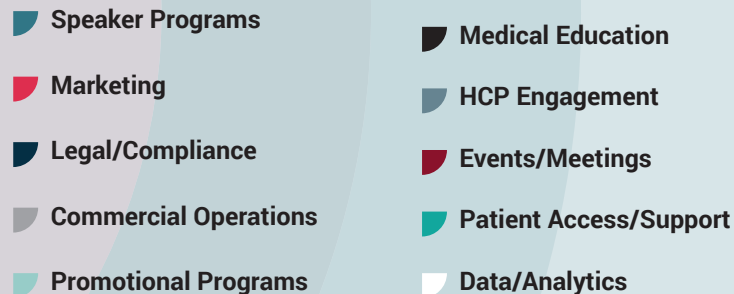 Speaker Programs
Marketing
Legal/Compliance
Commercial Operations
Promotional Programs
Medical Education
HCP Engagement
Events/Meetings
Patient Access/Support
Data/Analytics